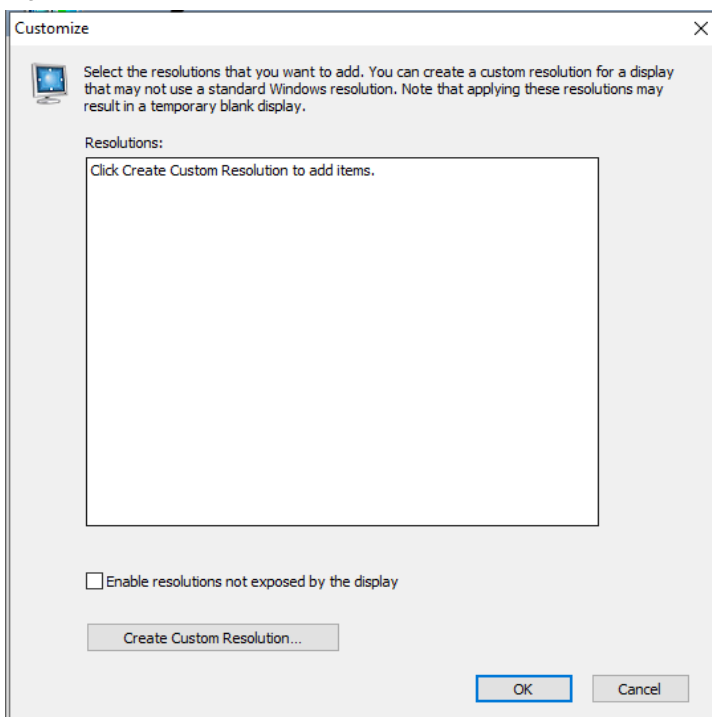 Customize
Select the resolutions that you want to add. You can create a custom resolution for a display
that may not use a standard Windows resolution. Note that applying these resolutions may
result in a temporary blank display.
Resolutions:
Click Create Custom Resolution to add items.
Enable resolutions not exposed by the display
Create Custom Resolution...
OK
Cancel